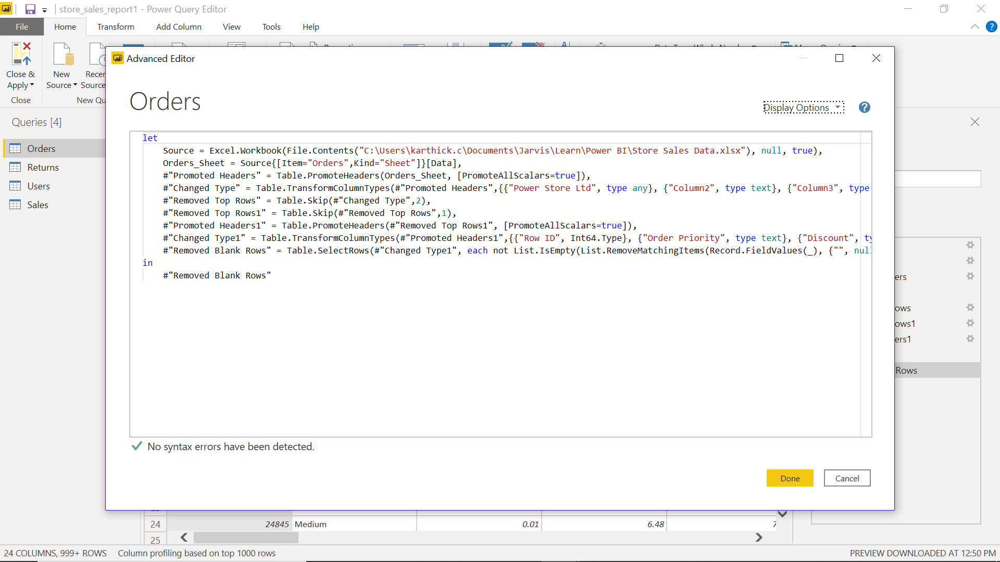 store_sales_report1 - Power Query Editor
File Home Transform Add Column View Tools Help
Close & Apply
New Source
Close
Advanced Editor
Orders
Display Options
Queries [4]
Orders
Returns
Users
Sales
let
Source = Excel.Workbook(File.Contents("C:\Users\karthick.c\Documents\Jarvis\Learn\Power BI\Store Sales Data.xlsx"), null, true),
Orders_Sheet = Source{[Item="Orders",Kind="Sheet"]}[Data],
#"Promoted Headers" = Table.PromoteHeaders(Orders_Sheet, [PromoteAllScalars=true]),
#"Changed Type" = Table.TransformColumnTypes(#"Promoted Headers",{{"Power Store Ltd", type any}, {"Column2", type text}, {"Column3", type
#"Removed Top Rows" = Table.Skip(#"Changed Type",2),
#"Removed Top Rows1" = Table.Skip(#"Removed Top Rows",1),
#"Promoted Headers1" = Table.PromoteHeaders(#"Removed Top Rows1", [PromoteAllScalars=true]),
#"Changed Type1" = Table.TransformColumnTypes(#"Promoted Headers1",{{"Row ID", Int64.Type}, {"Order Priority", type text}, {"Discount", ty
#"Removed Blank Rows" = Table.SelectRows(#"Changed Type1", each not List.IsEmpty(List.RemoveMatchingItems(Record.FieldValues(_), {"", null
in
#"Removed Blank Rows"
ers
ows
ows1
ers1
Rows
No syntax errors have been detected.
Done Cancel
24 24845 Medium 0.01 6.48 7
25
24 COLUMNS, 999+ ROWS Column profiling based on top 1000 rows PREVIEW DOWNLOADED AT 12:50 PM